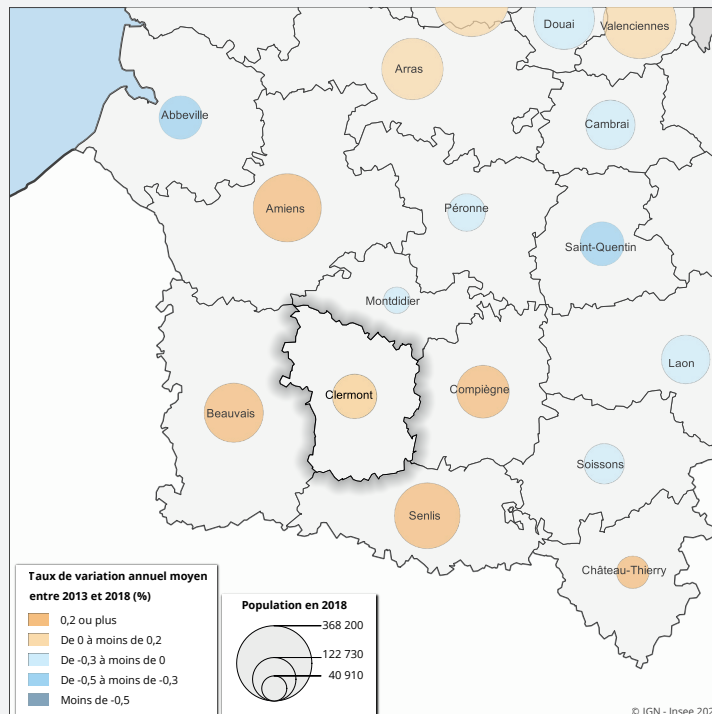 Douai
Valenciennes
Arras
Abbeville
Cambrai
Amiens
Péronne
Saint-Quentin
Montdidier
Laon
Clermont
Compiègne
Beauvais
Soissons
Senlis
Château-Thierry
Taux de variation annuel moyen
entre 2013 et 2018 (%)
0,2 ou plus
De 0 à moins de 0,2
De -0,3 à moins de 0
De -0,5 à moins de -0,3
Moins de -0,5
Population en 2018
368 200
122 730
40 910
© IGN - Insee 202